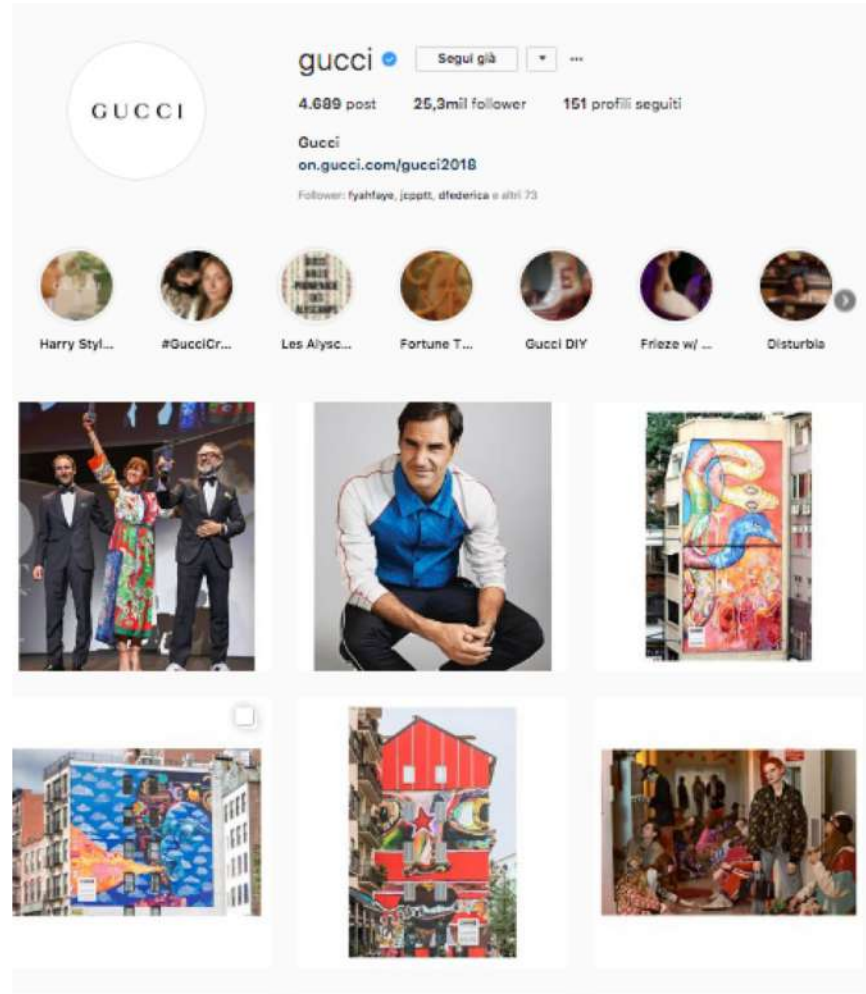 GUCCI
gucci Segui già
4.689 post 25,3mil follower 151 profili seguiti
Gucci
on.gucci.com/gucci2018
Follower: fyahfaye, jcpptt, dfederica e altri 73
Harry Styl... #GucciCr... Les Alysc... Fortune T... Gucci DIY Frieze w/ ... Disturbia